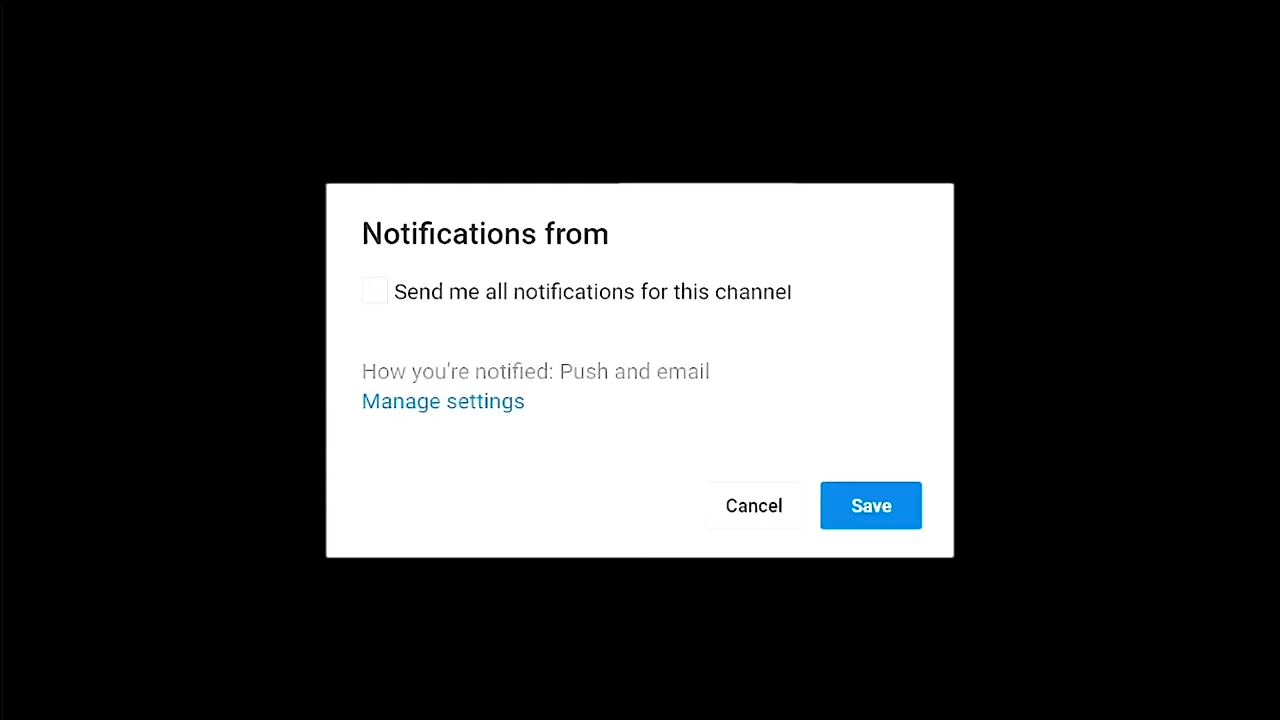 Notifications from
Send me all notifications for this channel
How you're notified: Push and email
Manage settings
Cancel
Save